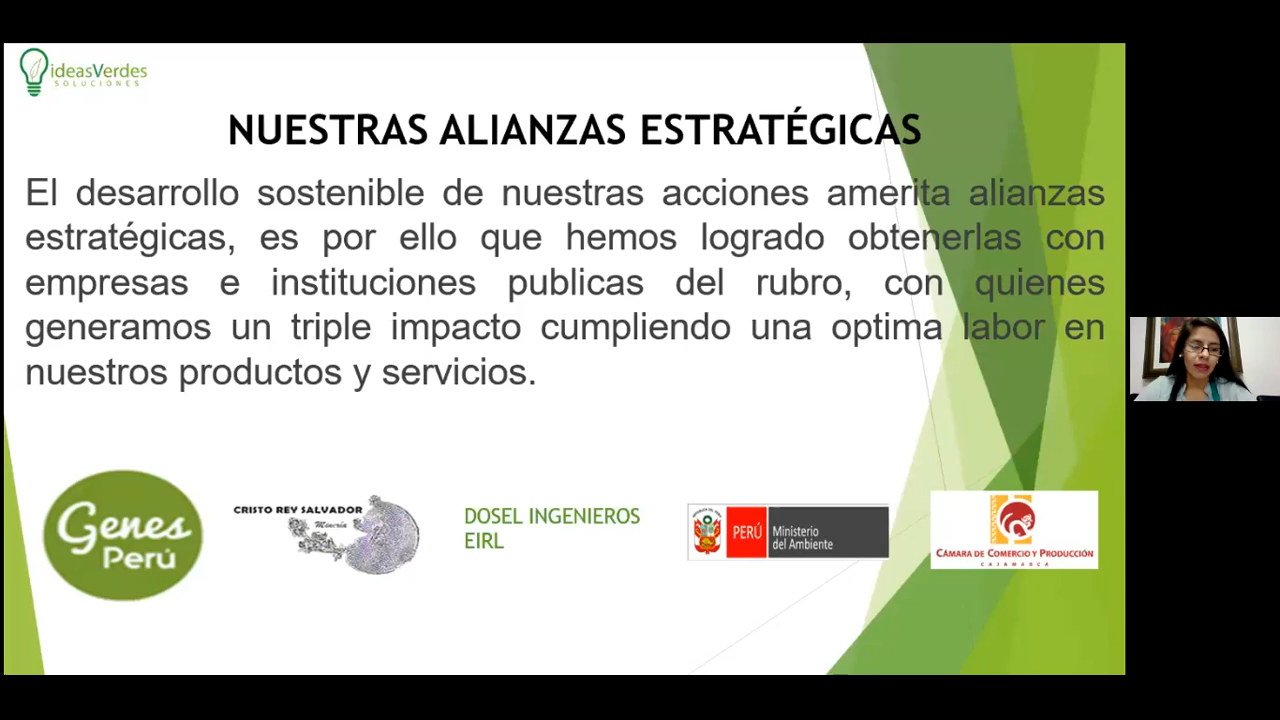 ideasVerdes
SOLUCIONES
NUESTRAS ALIANZAS ESTRATÉGICAS
El desarrollo sostenible de nuestras acciones amerita alianzas
estratégicas, es por ello que hemos logrado obtenerlas con
empresas e instituciones publicas del rubro, con quienes
generamos un triple impacto cumpliendo una optima labor en
nuestros productos y servicios.
Genes
Perú
CRISTO REY SALVADOR
Minería
DOSEL INGENIEROS
EIRL
PERÚ
Ministerio
del Ambiente
CÁMARA DE COMERCIO Y PRODUCCIÓN
CAJAMARCA